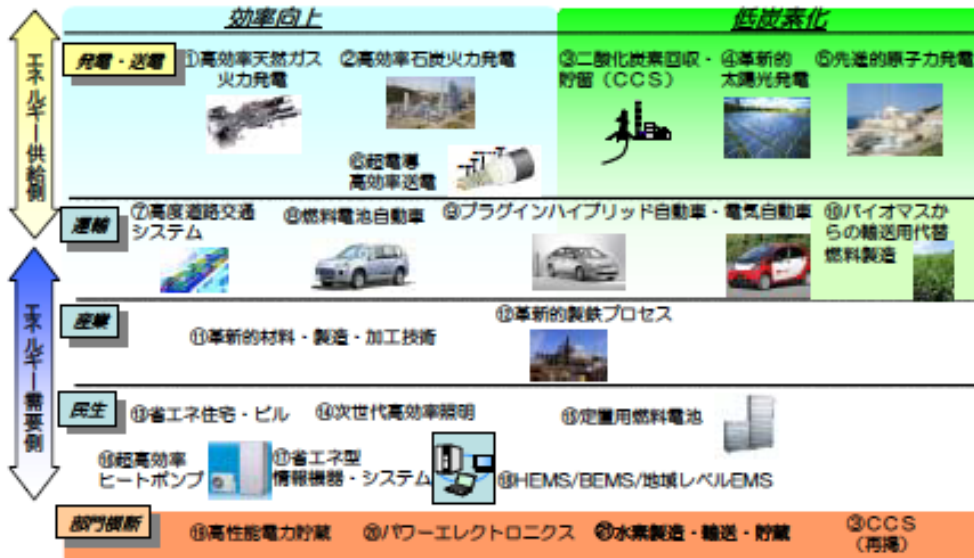 効率向上
低炭素化
エネルギー供給側
発電・送電
①高効率天然ガス
火力発電
②高効率石炭火力発電
③二酸化炭素回収・
貯留（CCS）
④革新的
太陽光発電
⑤先進的原子力発電
⑥超電導
高効率送電
運輸
⑦高度道路交通
システム
⑧燃料電池自動車
⑨プラグインハイブリッド自動車・電気自動車
⑩バイオマスか
らの輸送用代替
燃料製造
エネルギー需要側
産業
⑪革新的材料・製造・加工技術
⑫革新的製鉄プロセス
民生
⑬省エネ住宅・ビル
⑭次世代高効率照明
⑮定置用燃料電池
⑯超高効率
ヒートポンプ
⑰省エネ型
情報機器・システム
⑱HEMS/BEMS/地域レベルEMS
部門横断
⑲高性能電力貯蔵
⑳パワーエレクトロニクス
㉑水素製造・輸送・貯蔵
③CCS
（再掲）